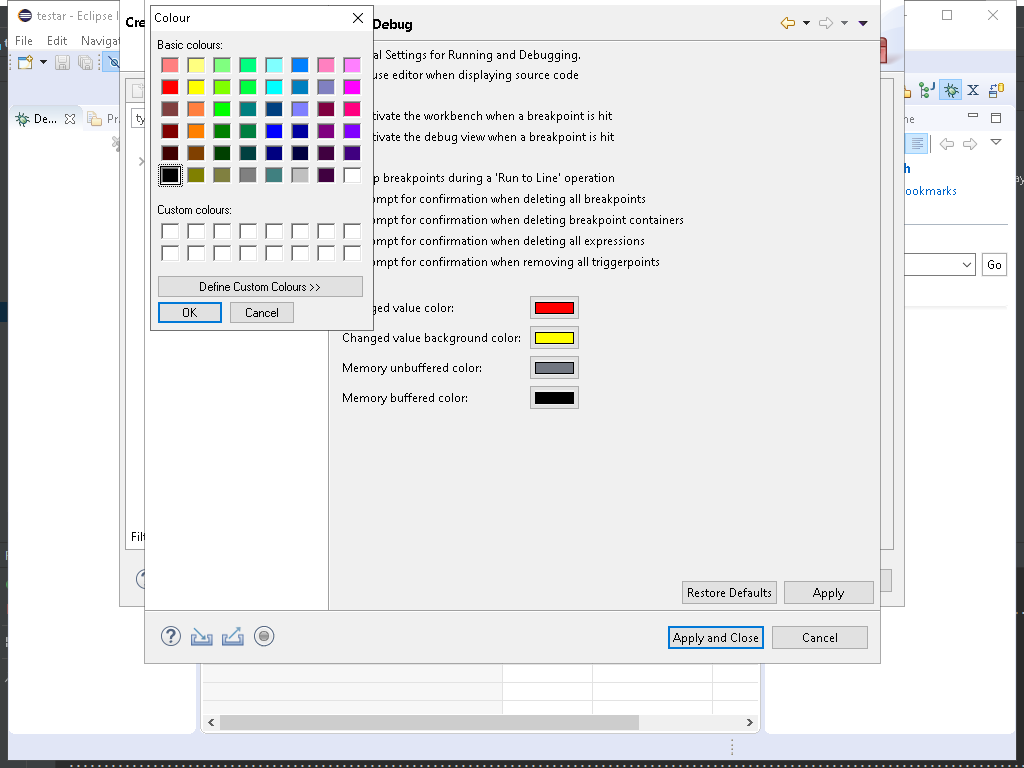 testar - Eclipse I
File Edit Navigat
De...
Pr
Cre
ty
Filt
Colour
Basic colours:
Custom colours:
Define Custom Colours >>
OK
Cancel
Debug
al Settings for Running and Debugging.
use editor when displaying source code
tivate the workbench when a breakpoint is hit
tivate the debug view when a breakpoint is hit
p breakpoints during a 'Run to Line' operation
ompt for confirmation when deleting all breakpoints
ompt for confirmation when deleting breakpoint containers
ompt for confirmation when deleting all expressions
ompt for confirmation when removing all triggerpoints
ged value color:
Changed value background color:
Memory unbuffered color:
Memory buffered color:
Restore Defaults
Apply
Apply and Close
Cancel
ne
h
ookmarks
Go